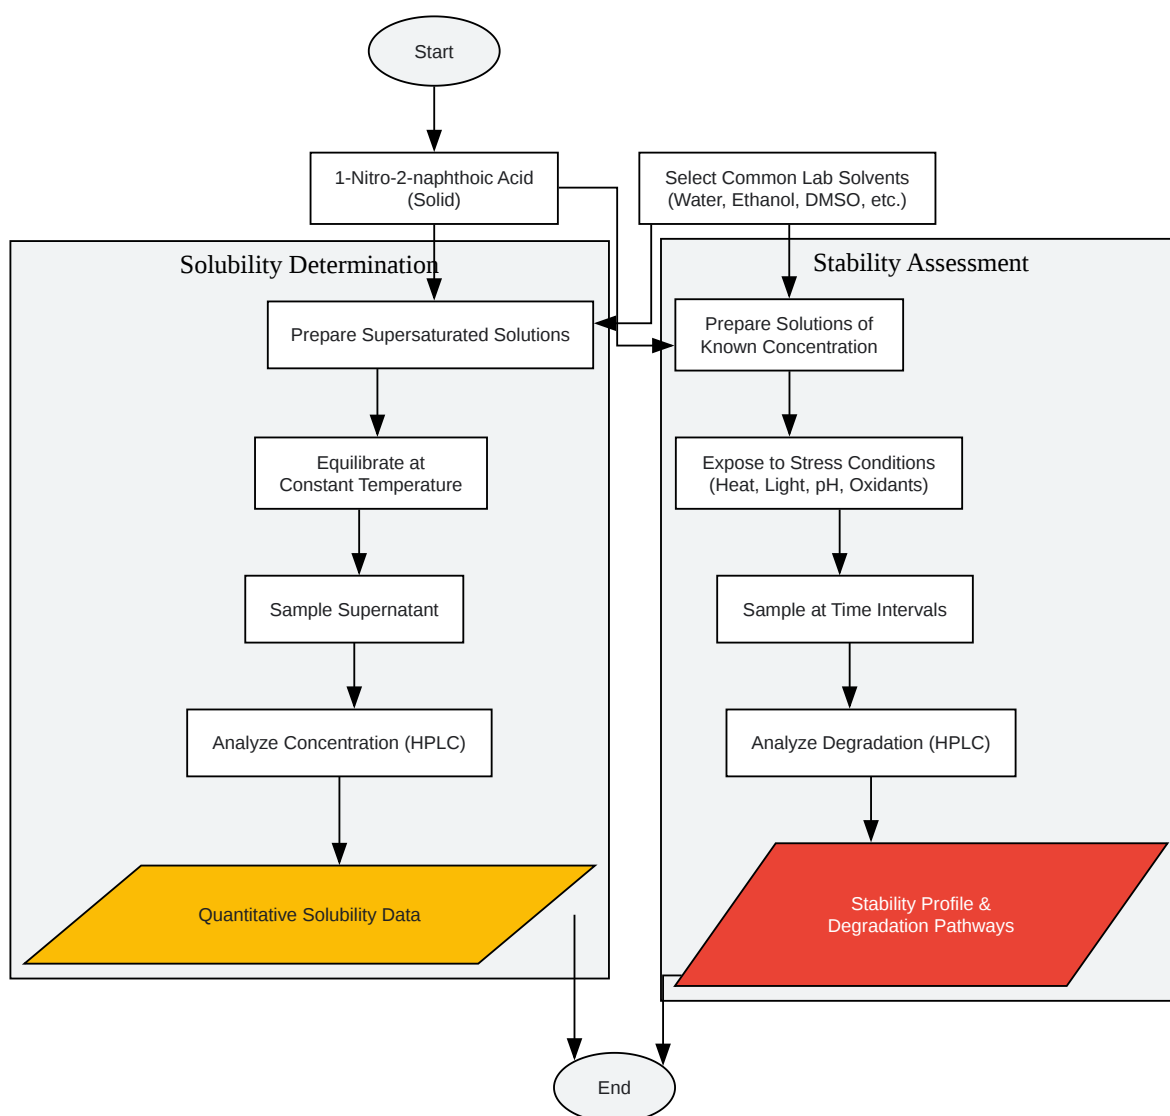 Start
1-Nitro-2-naphthoic Acid
(Solid)
Select Common Lab Solvents
(Water, Ethanol, DMSO, etc.)
Solubility Determination
Stability Assessment
Prepare Supersaturated Solutions
Prepare Solutions of
Known Concentration
Equilibrate at
Constant Temperature
Expose to Stress Conditions
(Heat, Light, pH, Oxidants)
Sample Supernatant
Sample at Time Intervals
Analyze Concentration (HPLC)
Analyze Degradation (HPLC)
Quantitative Solubility Data
Stability Profile &
Degradation Pathways
End